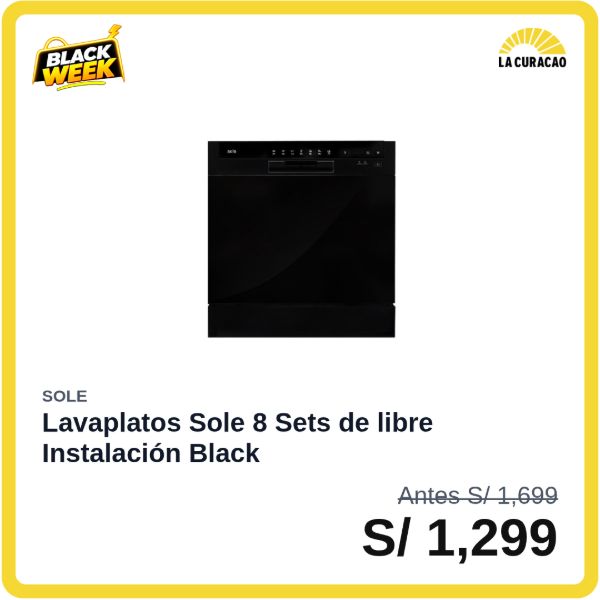 BLACK
WEEK
LA CURACAO
SOLE
Lavaplatos Sole 8 Sets de libre
Instalación Black
Antes S/ 1,699
S/ 1,299